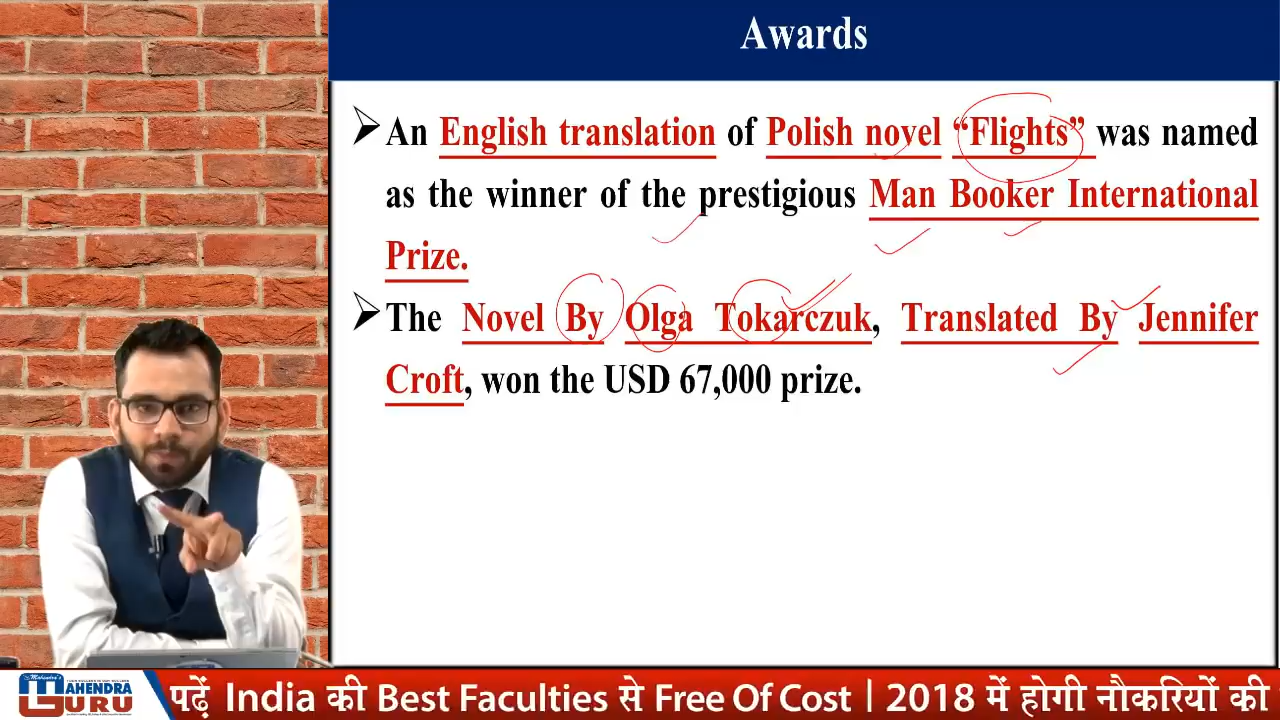 Awards
➢ An English translation of Polish novel “Flights” was named
as the winner of the prestigious Man Booker International
Prize.
➢ The Novel By Olga Tokarczuk, Translated By Jennifer
Croft, won the USD 67,000 prize.
Mahendra's
MAHENDRA
GURU
पढ़ें India की Best Faculties से Free Of Cost | 2018 में होगी नौकरियों की